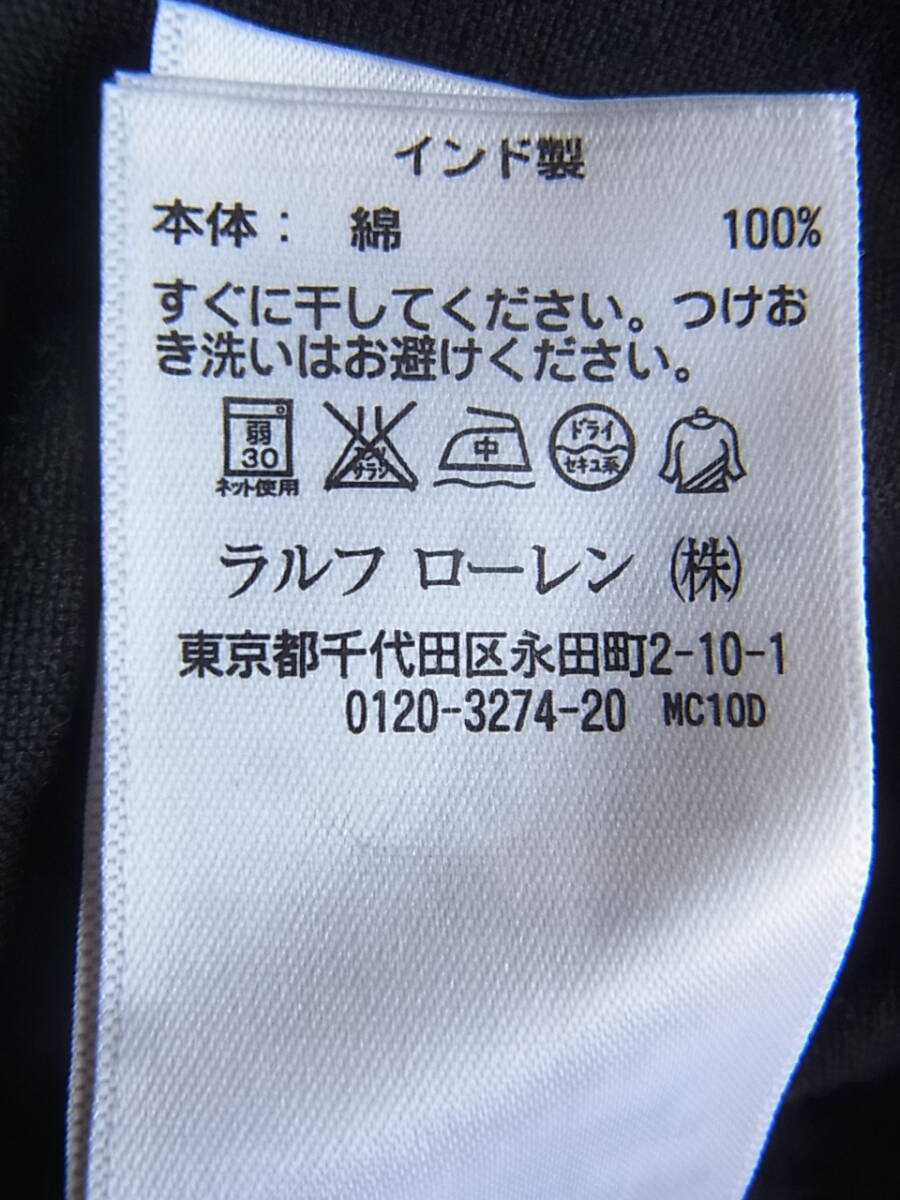 インド製
本体： 綿 100%
すぐに干してください。つけお
き洗いはお避けください。
弱 中 ドライ
30 サラシ セキユ系
ネット使用
ラルフ ローレン ㈱
東京都千代田区永田町2-10-1
0120-3274-20 MC10D